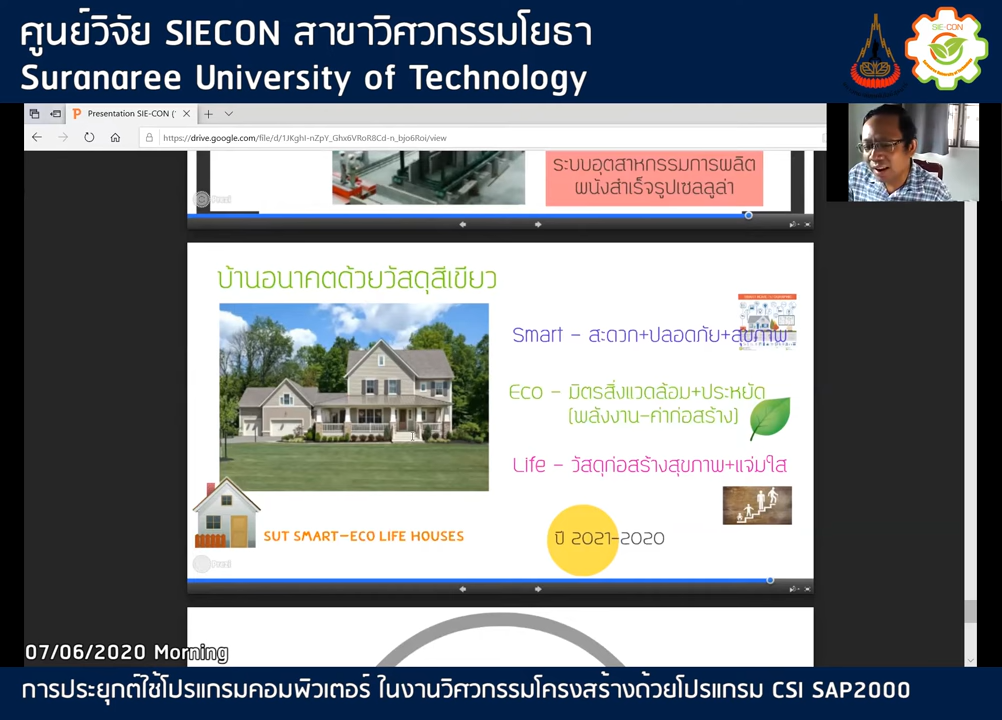 ศูนย์วิจัย SIECON สาขาวิศวกรรมโยธา
Suranaree University of Technology
SIE-CON
Presentation SIE-CON (
https://drive.google.com/file/d/1JKghI-nZpY_Ghx6VRoR8Cd-n_bjo6Roi/view
ระบบอุตสาหกรรมการผลิต
ผนังสำเร็จรูปเซลลูล่า
บ้านอนาคตด้วยวัสดุสีเขียว
Smart - สะดวก+ปลอดภัย+สุขภาพ
Eco - มิตรสิ่งแวดล้อม+ประหยัด
(พลังงาน-ค่าก่อสร้าง)
Life - วัสดุก่อสร้างสุขภาพ+แจ่มใส
SUT SMART-ECO LIFE HOUSES
ปี 2021-2020
Prezi
07/06/2020 Morning
การประยุกต์ใช้โปรแกรมคอมพิวเตอร์ ในงานวิศวกรรมโครงสร้างด้วยโปรแกรม CSI SAP2000